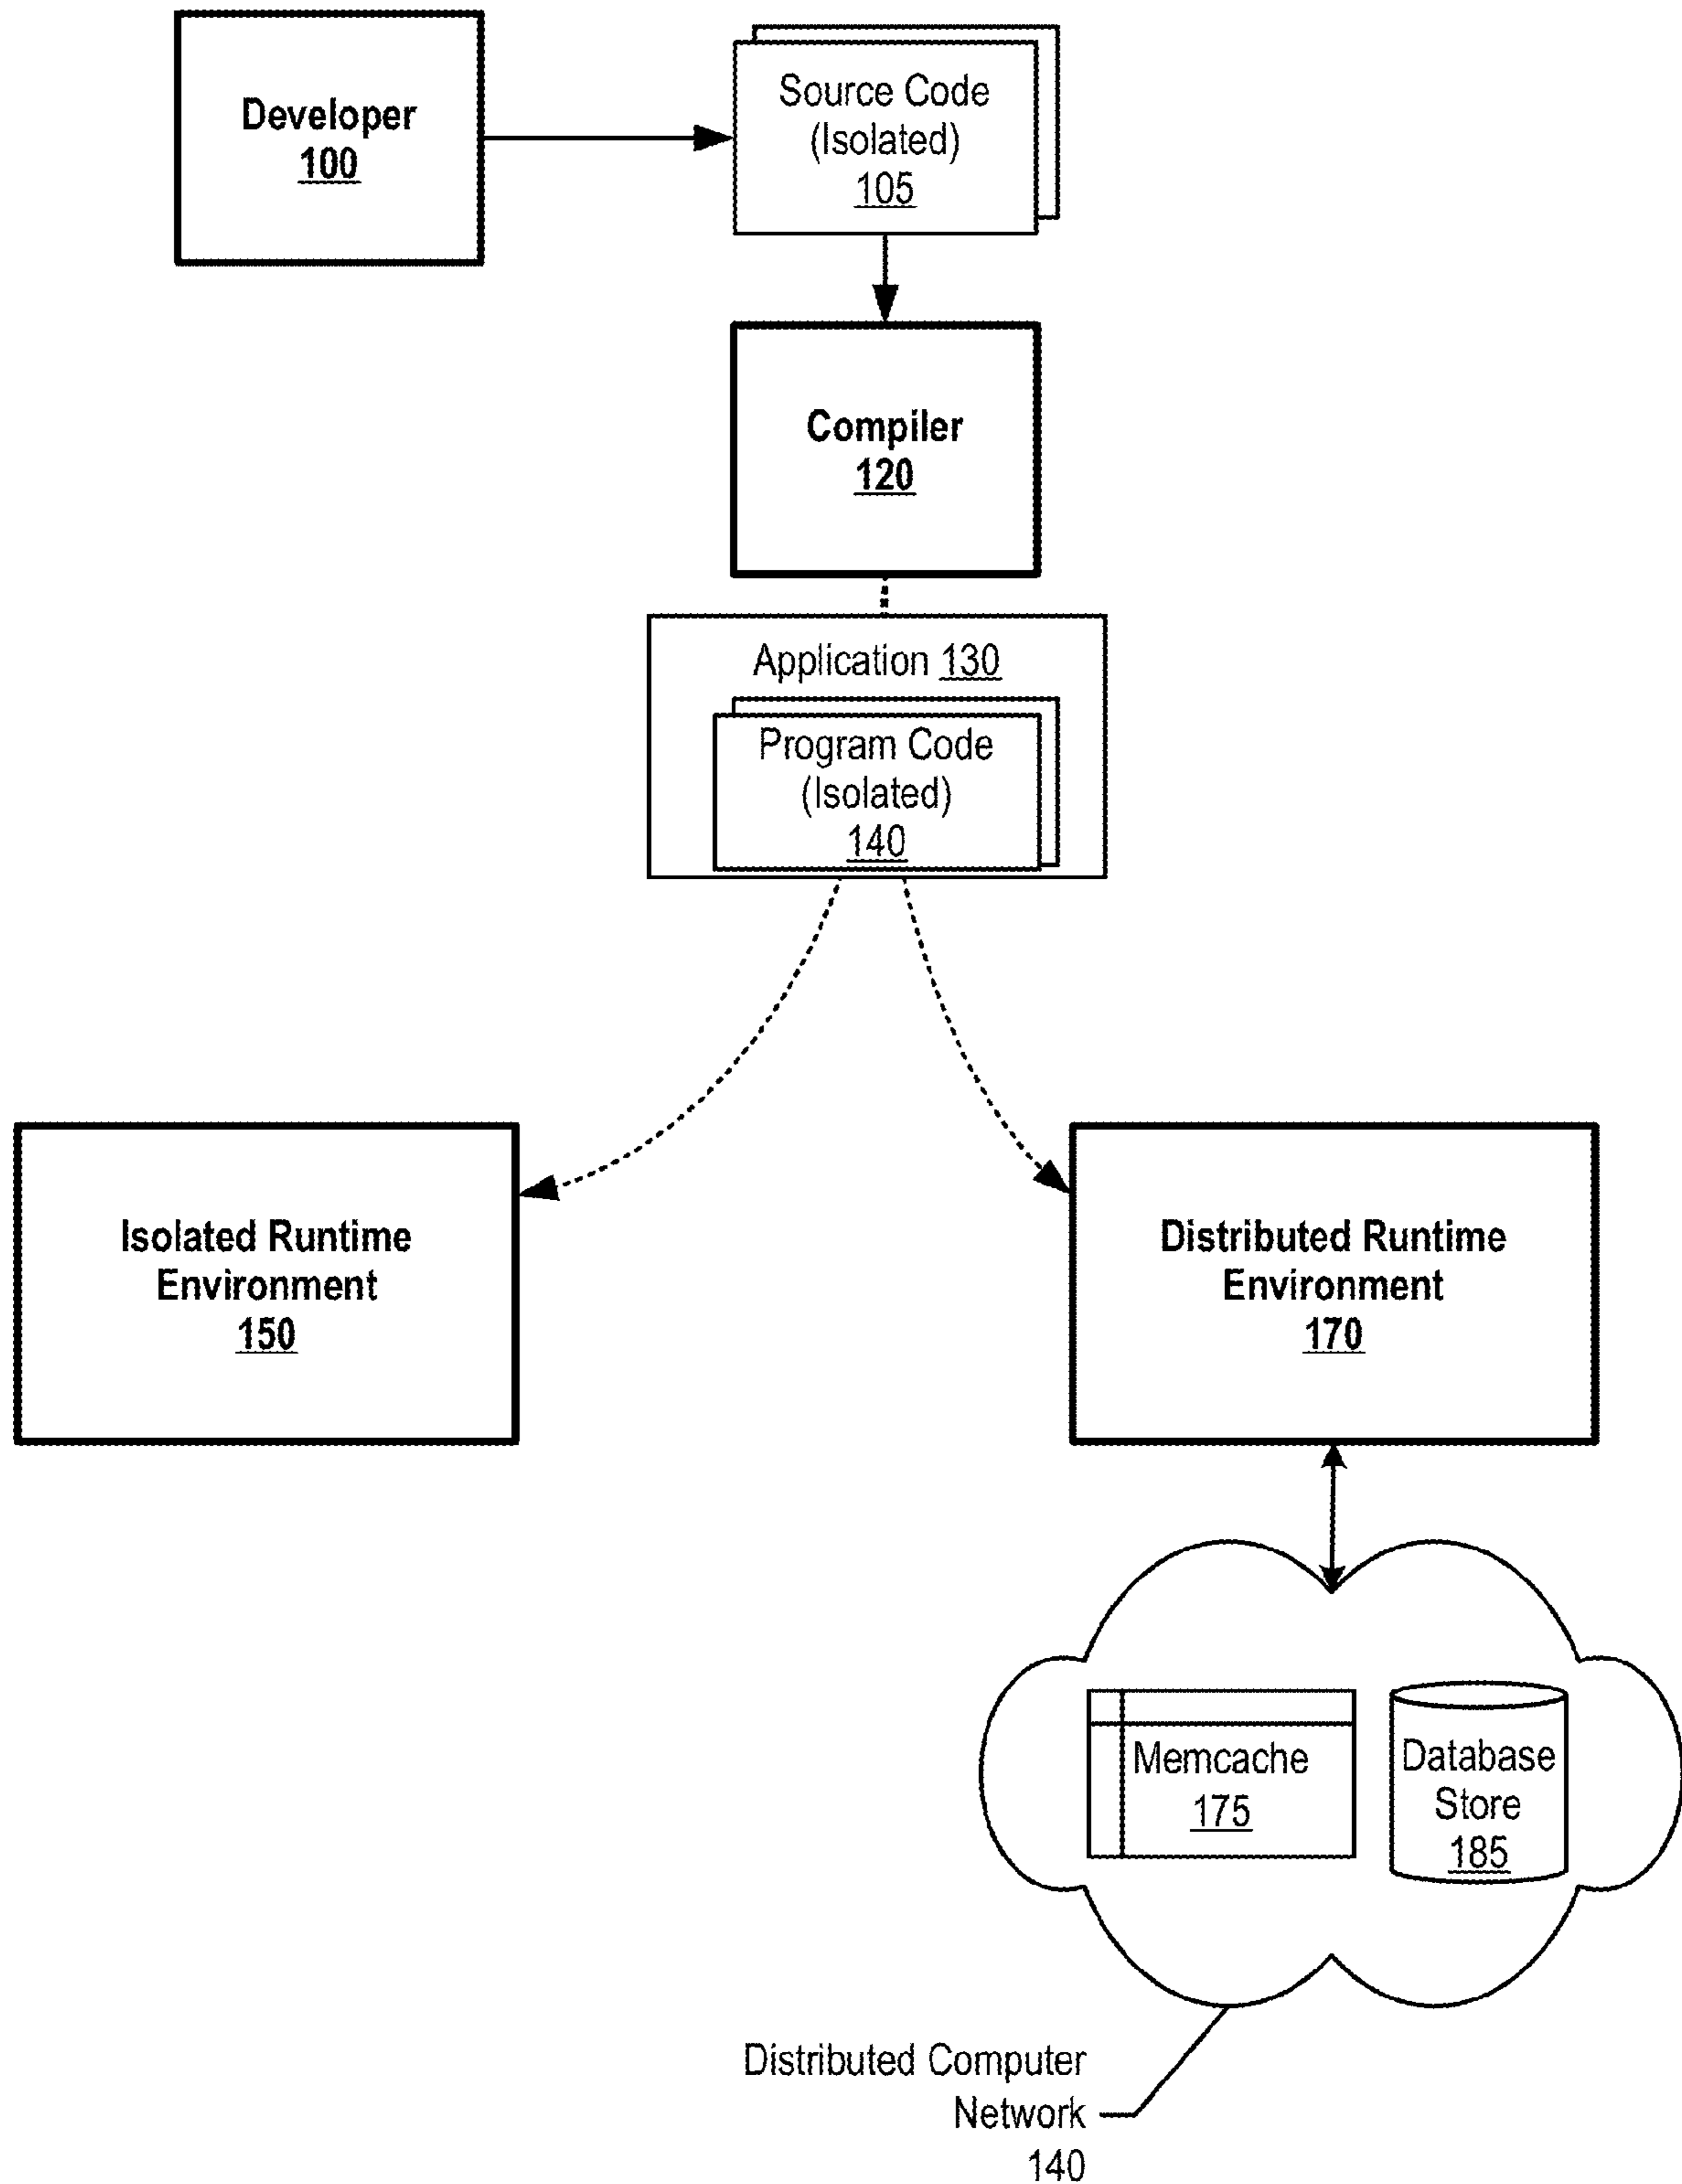 Developer
100
Source Code
(Isolated)
105
Compiler
120
Application 130
Program Code
(Isolated)
140
Isolated Runtime
Environment
150
Distributed Runtime
Environment
170
Memcache
175
Database
Store
185
Distributed Computer
Network
140